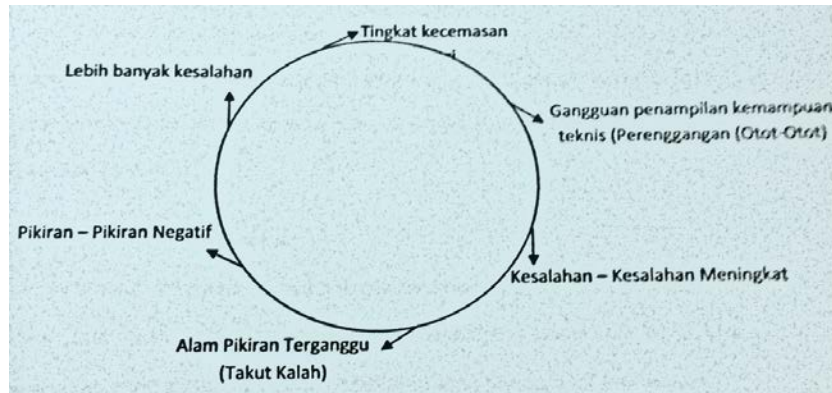 Tingkat kecemasan
Gangguan penampilan kemampuan
teknis (Perenggangan (Otot-Otot)
Kesalahan – Kesalahan Meningkat
Alam Pikiran Terganggu
(Takut Kalah)
Pikiran – Pikiran Negatif
Lebih banyak kesalahan